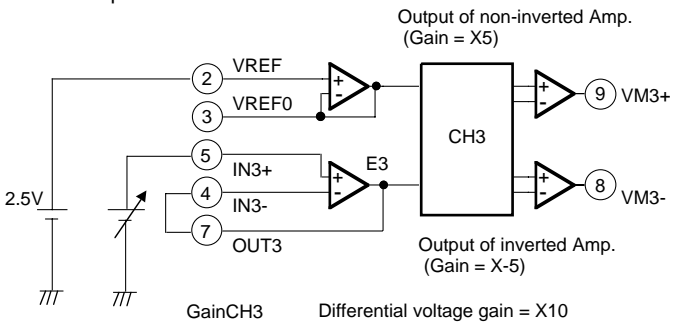 Output of non-inverted Amp.
(Gain = X5)
2 VREF
3 VREF0
5 IN3+
4 IN3-
7 OUT3
2.5V
+
-
+
-
E3
CH3
+
-
9 VM3+
+
-
8 VM3-
Output of inverted Amp.
(Gain = X-5)
GainCH3 Differential voltage gain = X10